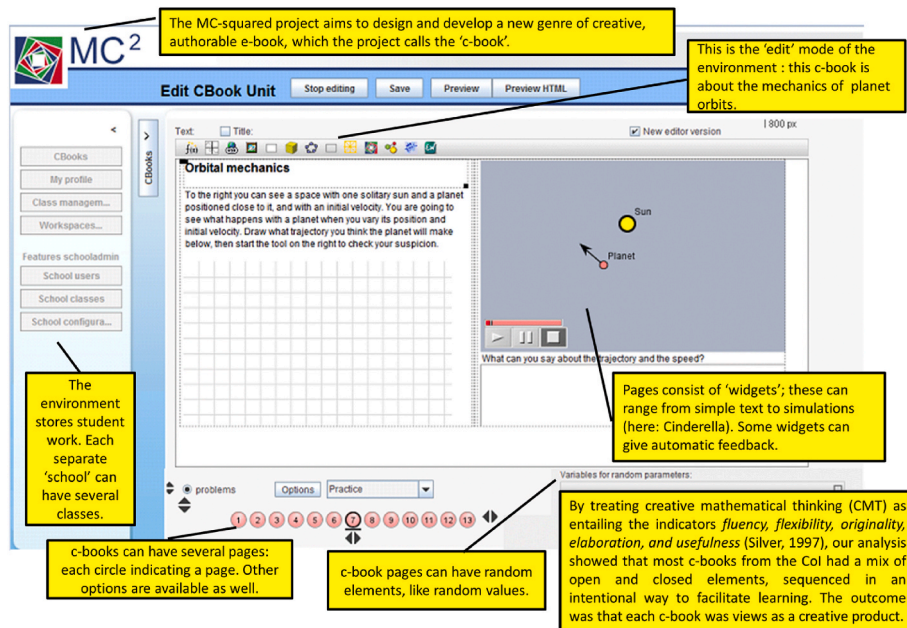 The MC-squared project aims to design and develop a new genre of creative,
authorable e-book, which the project calls the ‘c-book’.
MC2
This is the ‘edit’ mode of the
environment : this c-book is
about the mechanics of planet
orbits.
Edit CBook Unit
Stop editing
Save
Preview
Preview HTML
<
CBooks
My profile
Class managem...
Workspaces...
Features schooladmin
School users
School classes
School configura...
>
CBooks
Text:
Title:
New editor version
| 800 px
f(x)
Orbital mechanics
To the right you can see a space with one solitary sun and a planet
positioned close to it, and with an initial velocity. You are going to
see what happens with a planet when you vary its position and
initial velocity. Draw what trajectory you think the planet will make
below, then start the tool on the right to check your suspicion.
Sun
Planet
What can you say about the trajectory and the speed?
The
environment
stores student
work. Each
separate
‘school’ can
have several
classes.
Pages consist of ‘widgets’; these can
range from simple text to simulations
(here: Cinderella). Some widgets can
give automatic feedback.
problems
Options
Practice
Variables for random parameters:
1 2 3 4 5 6 7 8 9 10 11 12 13
c-books can have several pages:
each circle indicating a page. Other
options are available as well.
c-book pages can have random
elements, like random values.
By treating creative mathematical thinking (CMT) as
entailing the indicators fluency, flexibility, originality,
elaboration, and usefulness (Silver, 1997), our analysis
showed that most c-books from the CoI had a mix of
open and closed elements, sequenced in an
intentional way to facilitate learning. The outcome
was that each c-book was views as a creative product.